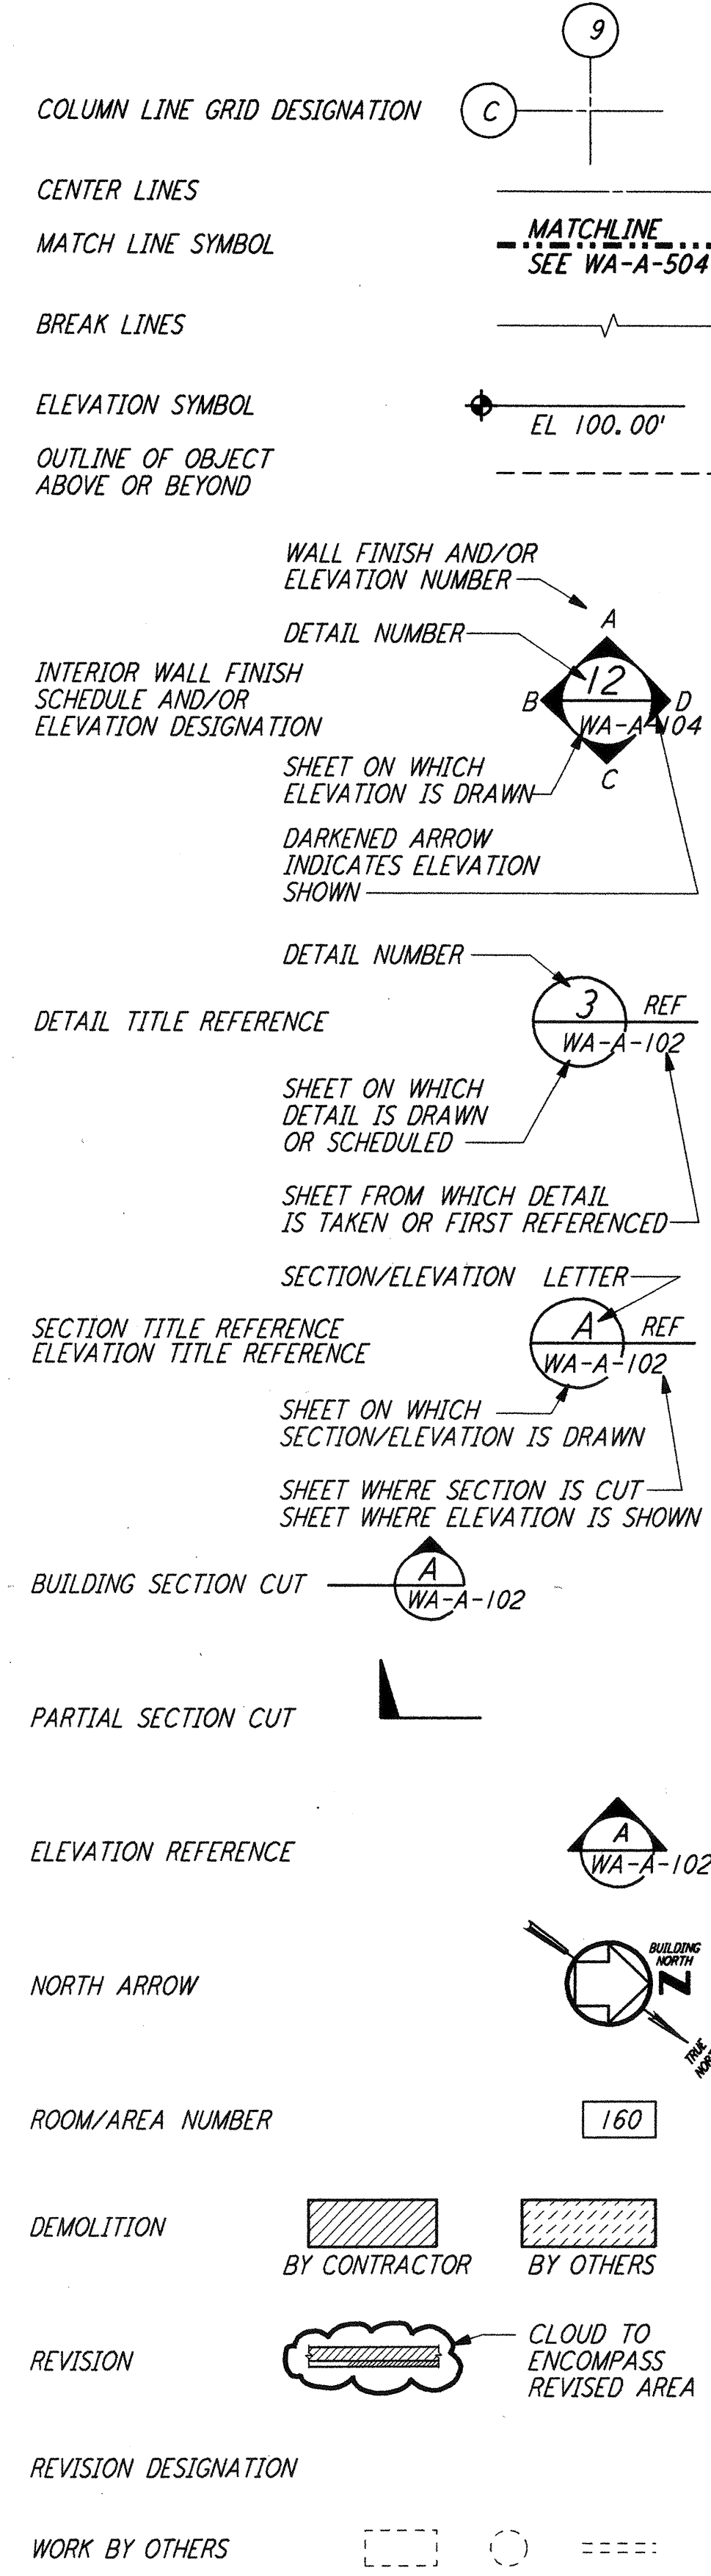 9
COLUMN LINE GRID DESIGNATION
C
CENTER LINES
MATCH LINE SYMBOL
MATCHLINE
SEE WA-A-504
BREAK LINES
ELEVATION SYMBOL
EL 100.00'
OUTLINE OF OBJECT
ABOVE OR BEYOND
WALL FINISH AND/OR
ELEVATION NUMBER
A
DETAIL NUMBER
INTERIOR WALL FINISH
SCHEDULE AND/OR
ELEVATION DESIGNATION
12
B
D
WA-A-104
C
SHEET ON WHICH
ELEVATION IS DRAWN
DARKENED ARROW
INDICATES ELEVATION
SHOWN
DETAIL NUMBER
DETAIL TITLE REFERENCE
3
REF
WA-A-102
SHEET ON WHICH
DETAIL IS DRAWN
OR SCHEDULED
SHEET FROM WHICH DETAIL
IS TAKEN OR FIRST REFERENCED
SECTION/ELEVATION LETTER
SECTION TITLE REFERENCE
ELEVATION TITLE REFERENCE
A
REF
WA-A-102
SHEET ON WHICH
SECTION/ELEVATION IS DRAWN
SHEET WHERE SECTION IS CUT
SHEET WHERE ELEVATION IS SHOWN
BUILDING SECTION CUT
A
WA-A-102
PARTIAL SECTION CUT
ELEVATION REFERENCE
A
WA-A-102
NORTH ARROW
BUILDING
NORTH
N
TRUE
NORT
ROOM/AREA NUMBER
160
DEMOLITION
BY CONTRACTOR
BY OTHERS
REVISION
CLOUD TO
ENCOMPASS
REVISED AREA
REVISION DESIGNATION
WORK BY OTHERS